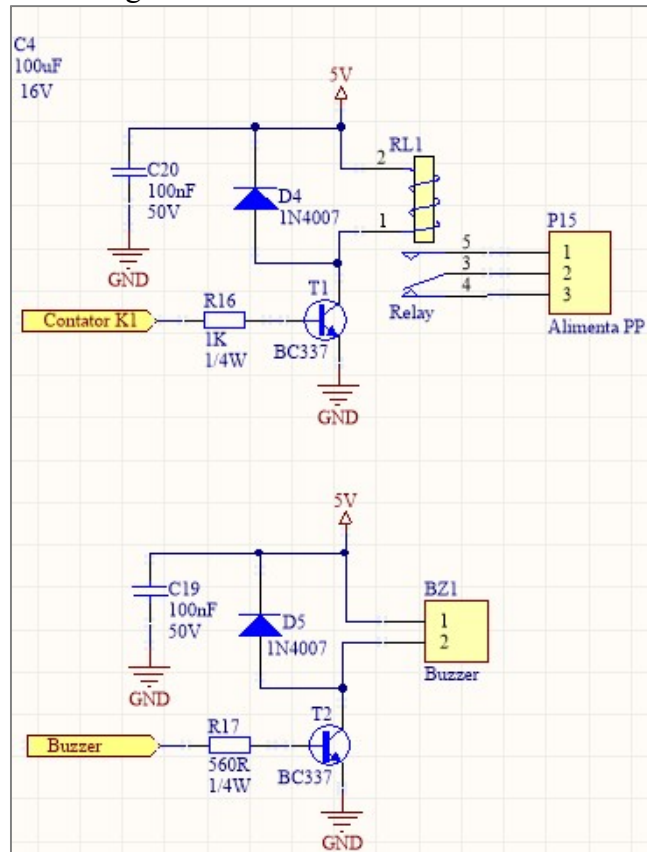 C4
100uF
16V
5V
RL1
2
C20
100nF
50V
D4
1N4007
1
P15
5
1
3
2
4
3
GND
T1
R16
Contator K1
1K
1/4W
BC337
Relay
Alimenta PP
GND
5V
BZ1
C19
100nF
50V
D5
1N4007
1
2
Buzzer
GND
T2
R17
Buzzer
560R
1/4W
BC337
GND